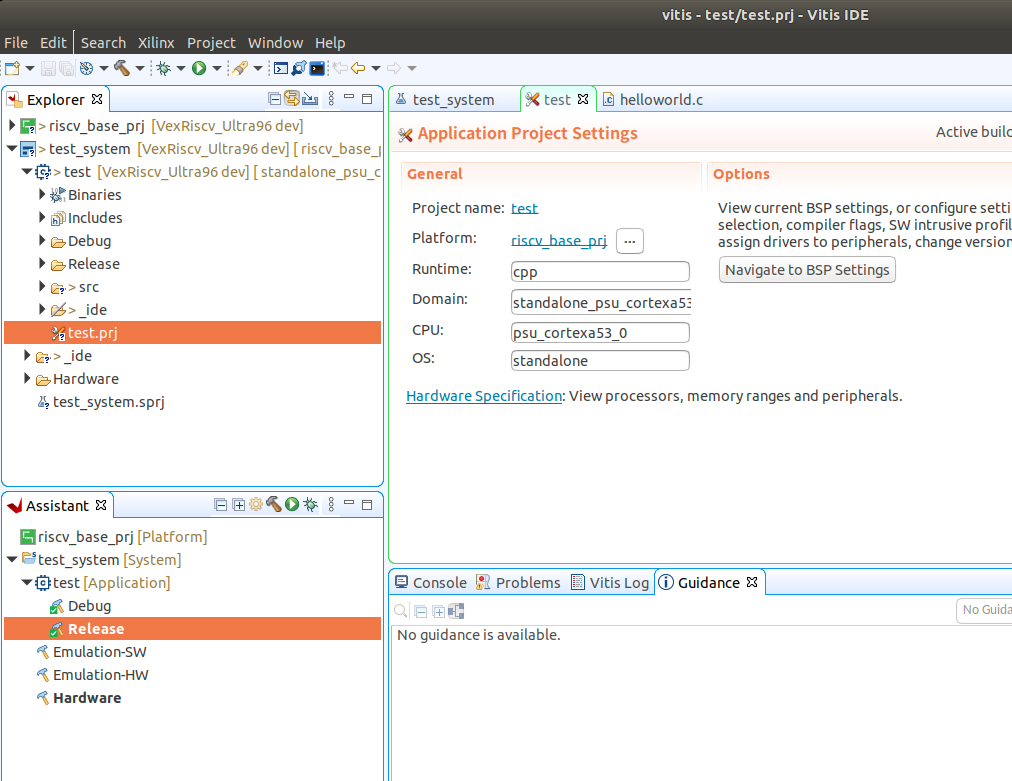 vitis - test/test.prj - Vitis IDE
File Edit Search Xilinx Project Window Help
Explorer
> riscv_base_prj [VexRiscv_Ultra96 dev]
> test_system [VexRiscv_Ultra96 dev] [ riscv_base_p
> test [VexRiscv_Ultra96 dev] [ standalone_psu_c
Binaries
Includes
Debug
Release
> src
> _ide
test.prj
> _ide
Hardware
test_system.sprj
test_system test helloworld.c
Application Project Settings Active build
General
Project name: test
Platform: riscv_base_prj ...
Runtime: cpp
Domain: standalone_psu_cortexa53
CPU: psu_cortexa53_0
OS: standalone
Hardware Specification: View processors, memory ranges and peripherals.
Options
View current BSP settings, or configure setti
selection, compiler flags, SW intrusive profil
assign drivers to peripherals, change version
Navigate to BSP Settings
Assistant
riscv_base_prj [Platform]
test_system [System]
test [Application]
Debug
Release
Emulation-SW
Emulation-HW
Hardware
Console Problems Vitis Log Guidance
No Guida
No guidance is available.